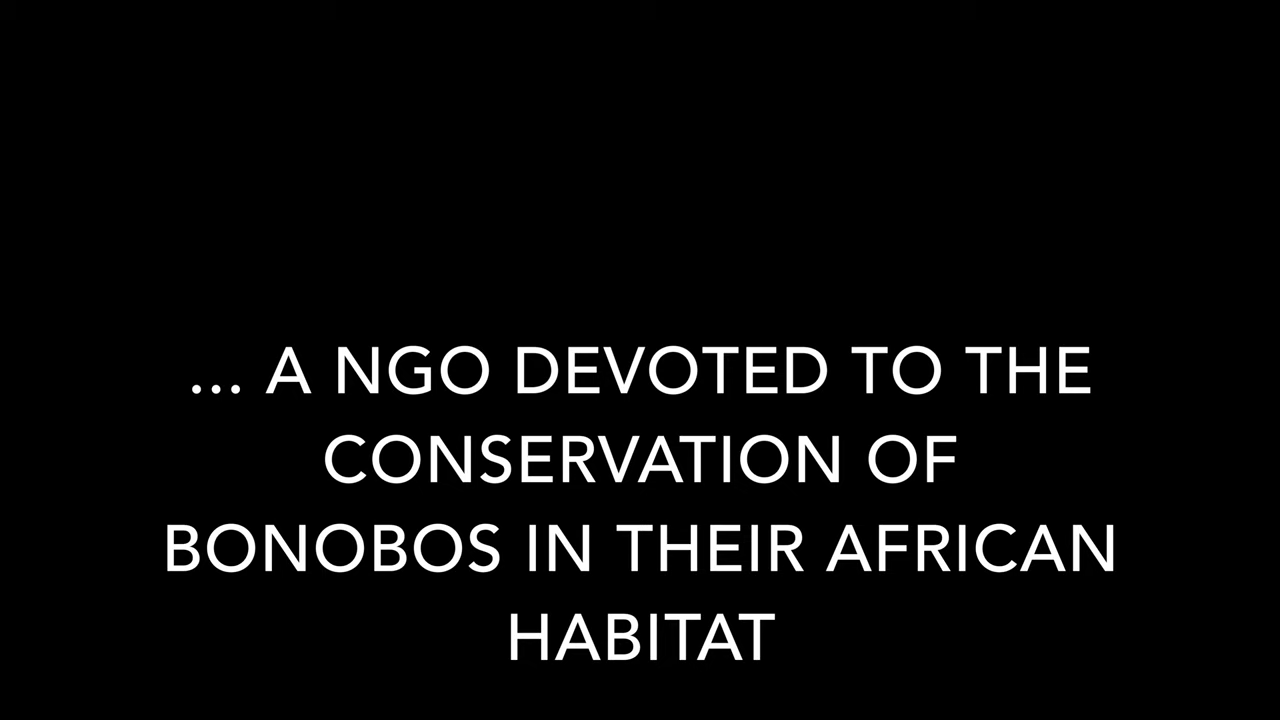 ... A NGO DEVOTED TO THE
CONSERVATION OF
BONOBOS IN THEIR AFRICAN
HABITAT